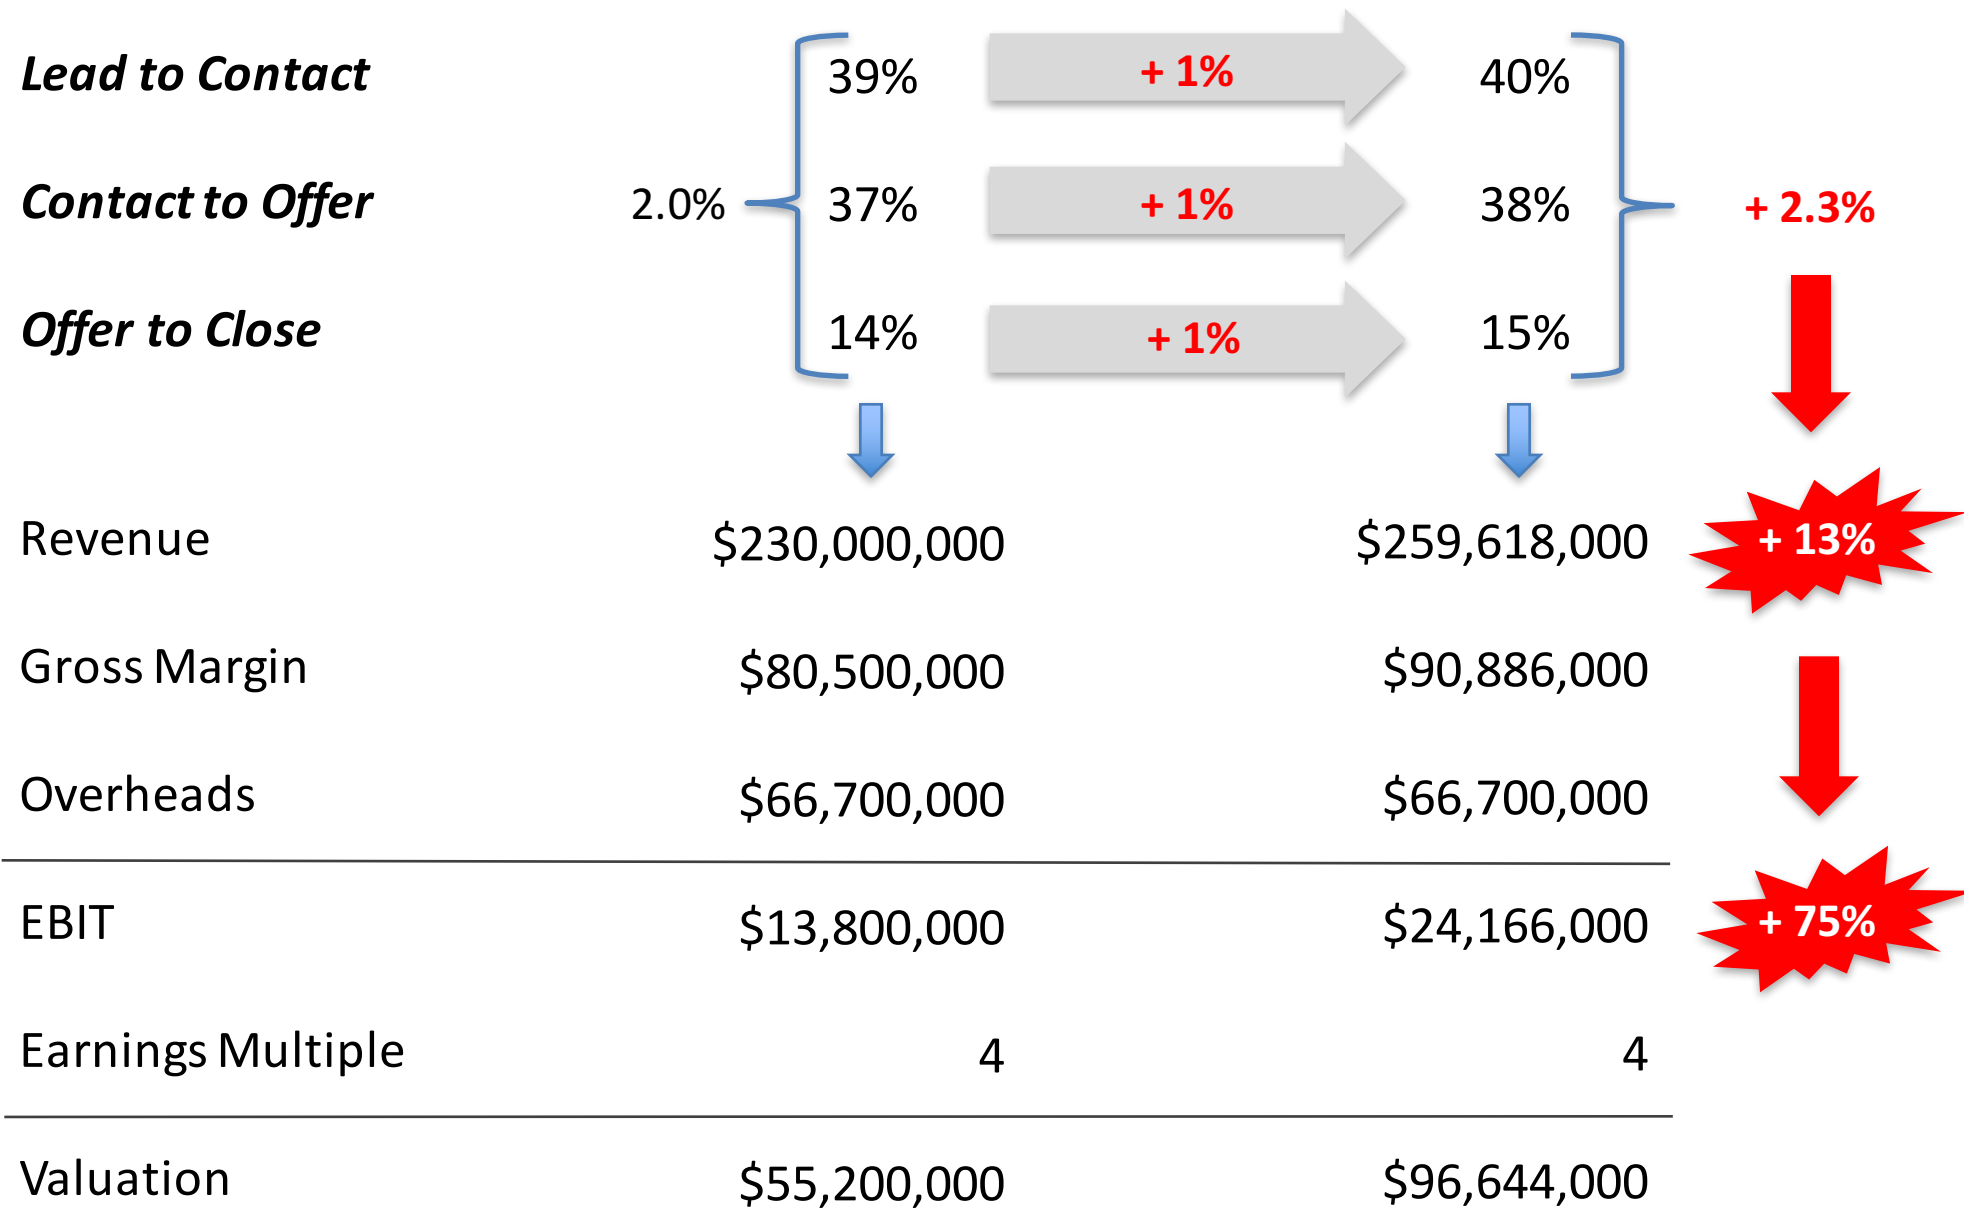 Lead to Contact 39% + 1% 40%
Contact to Offer 2.0% 37% + 1% 38% + 2.3%
Offer to Close 14% + 1% 15%
Revenue $230,000,000 $259,618,000 + 13%
Gross Margin $80,500,000 $90,886,000
Overheads $66,700,000 $66,700,000
EBIT $13,800,000 $24,166,000 + 75%
Earnings Multiple 4 4
Valuation $55,200,000 $96,644,000